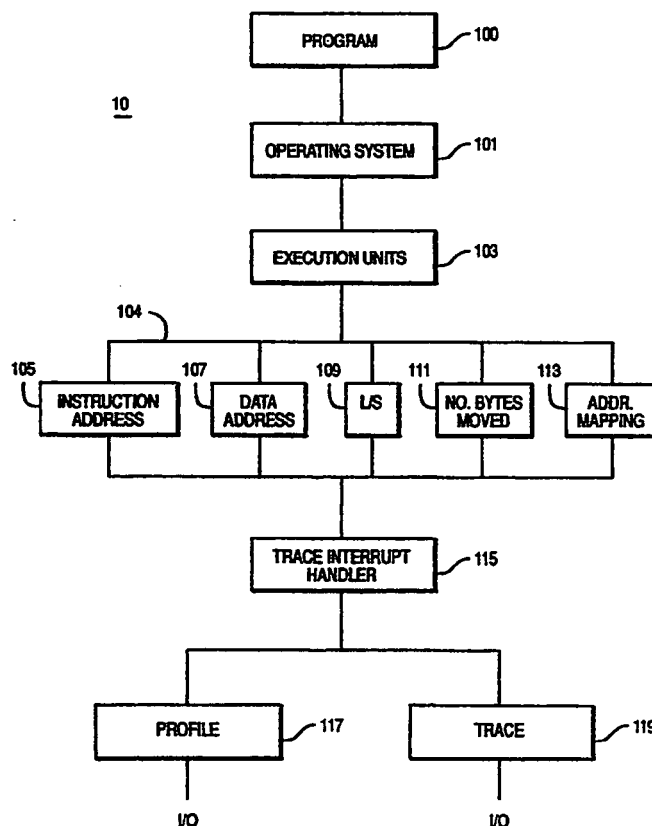 PROGRAM
100
10
OPERATING SYSTEM
101
EXECUTION UNITS
103
104
105
INSTRUCTION
ADDRESS
107
DATA
ADDRESS
109
L/S
111
NO. BYTES
MOVED
113
ADDR.
MAPPING
TRACE INTERRUPT
HANDLER
115
PROFILE
117
TRACE
119
I/O
I/O